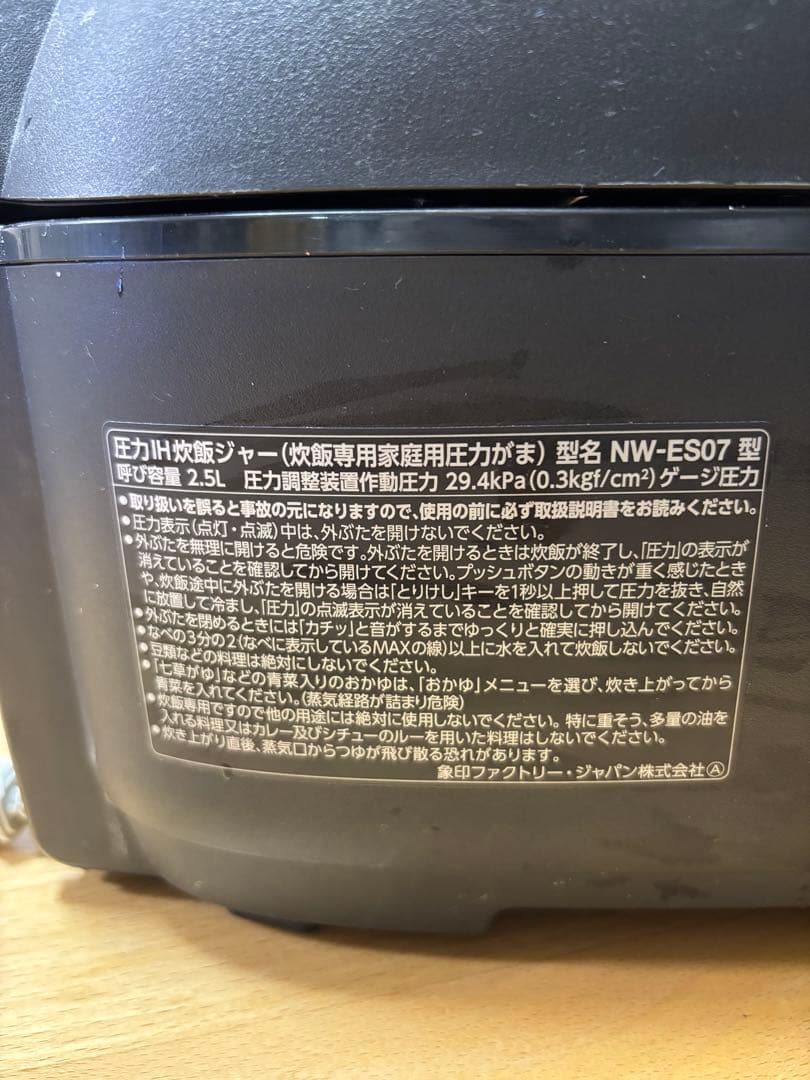 圧力IH炊飯ジャー(炊飯専用家庭用圧力がま) 型名 NW-ES07 型
呼び容量 2.5L 圧力調整装置作動圧力 29.4kPa(0.3kgf/cm²)ゲージ圧力
●取り扱いを誤ると事故の元になりますので、使用の前に必ず取扱説明書をお読みください。
●圧力表示(点灯・点滅)中は、外ぶたを開けないでください。
●外ぶたを無理に開けると危険です。外ぶたを開けるときは炊飯が終了し、「圧力」の表示が
消えていることを確認してから開けてください。プッシュボタンの動きが重く感じたとき
や、炊飯途中に外ぶたを開ける場合は「とりけし」キーを1秒以上押して圧力を抜き、自然
に放置して冷まし、「圧力」の点滅表示が消えていることを確認してから開けてください。
●外ぶたを閉めるときには「カチッ」と音がするまでゆっくりと確実に押し込んでください。
●なべの3分の2(なべに表示しているMAXの線)以上に水を入れて炊飯しないでください。
●豆類などの料理は絶対にしないでください。
●「七草がゆ」などの青菜入りのおかゆは、「おかゆ」メニューを選び、炊き上がってから
青菜を入れてください。(蒸気経路が詰まり危険)
●炊飯専用ですので他の用途には絶対に使用しないでください。特に重そう、多量の油を
入れる料理又はカレー及びシチューのルーを用いた料理はしないでください。
●炊き上がり直後、蒸気口からつゆが飛び散る恐れがあります。
象印ファクトリー・ジャパン株式会社Ⓐ